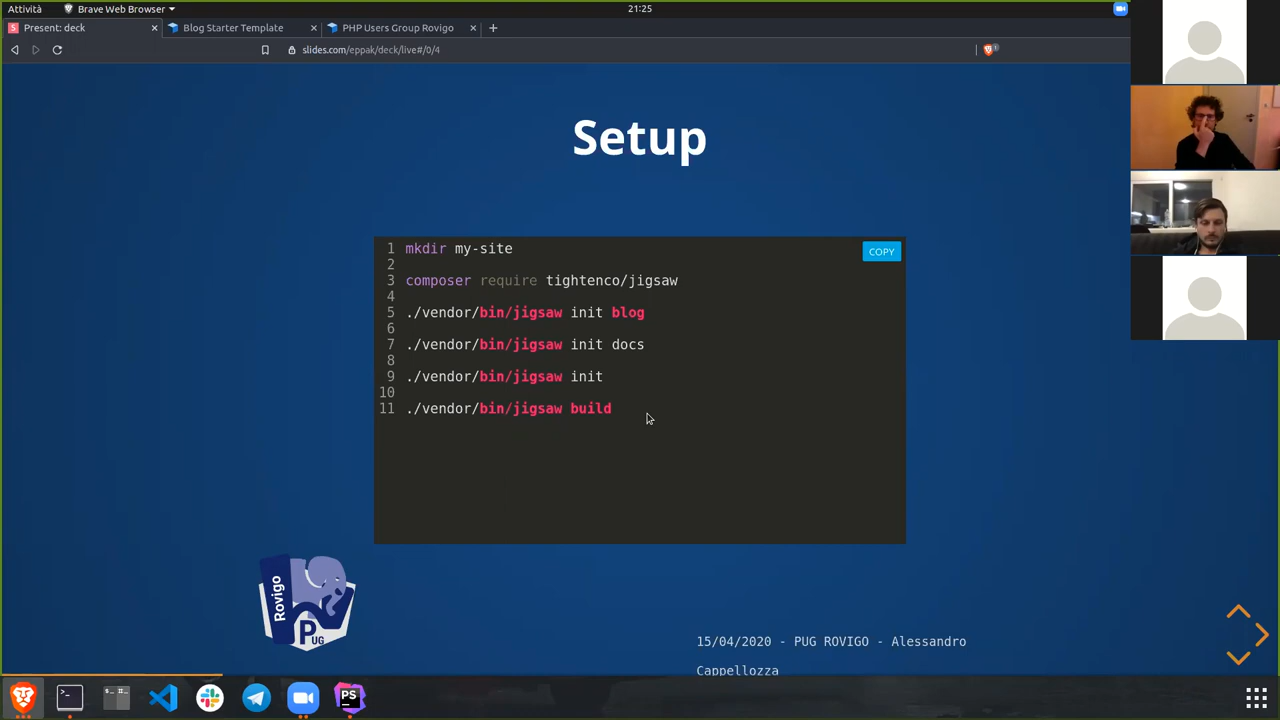 Attività
Brave Web Browser
21:25
Present: deck
Blog Starter Template
PHP Users Group Rovigo
slides.com/eppak/deck/live#/0/4
1
Setup
1 mkdir my-site
2
3 composer require tightenco/jigsaw
4
5 ./vendor/bin/jigsaw init blog
6
7 ./vendor/bin/jigsaw init docs
8
9 ./vendor/bin/jigsaw init
10
11 ./vendor/bin/jigsaw build
COPY
Rovigo
PUG
15/04/2020 - PUG ROVIGO - Alessandro
Cappellozza
PS